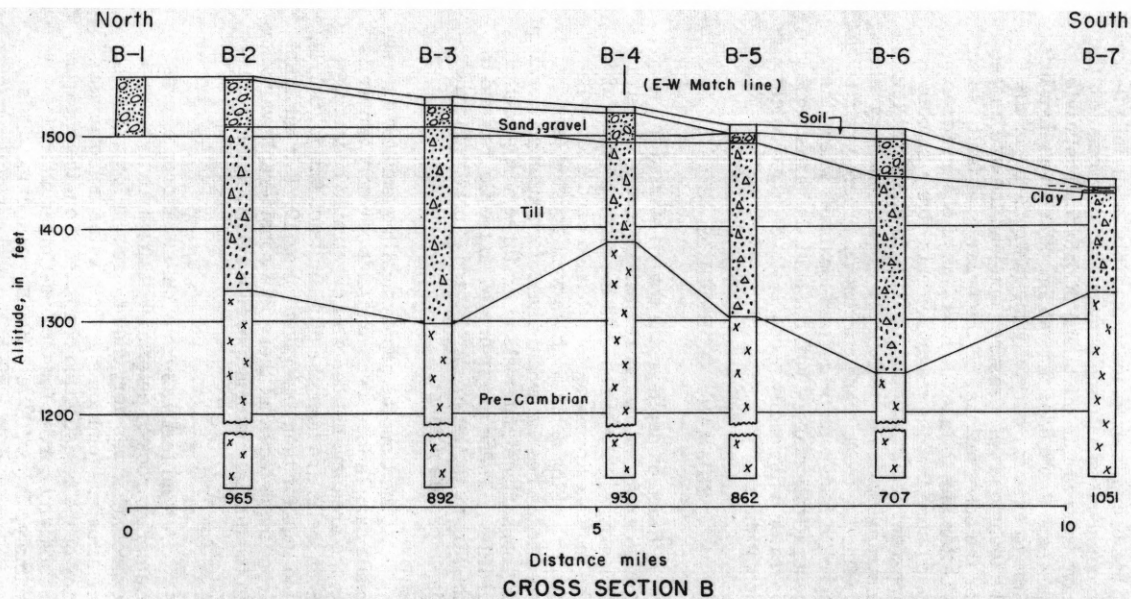 North South
B-1 B-2 B-3 B-4 B-5 B-6 B-7
(E-W Match line)
Soil
Sand, gravel
1500
Clay
Till
1400
Altitude, in feet
1300
Pre-Cambrian
1200
965 892 930 862 707 1051
0 5 10
Distance miles
CROSS SECTION B